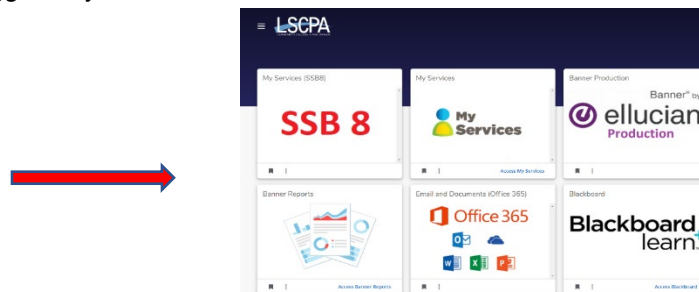 LSCPA
My Services (SSB8)
My Services
Banner Production
SSB 8
My
Services
Banner® by
ellucian
Production
Access My Services
Banner Reports
Email and Documents (Office 365)
Blackboard
Office 365
W
X
P
Blackboard
learn
Access Banner Reports
Access Blackboard